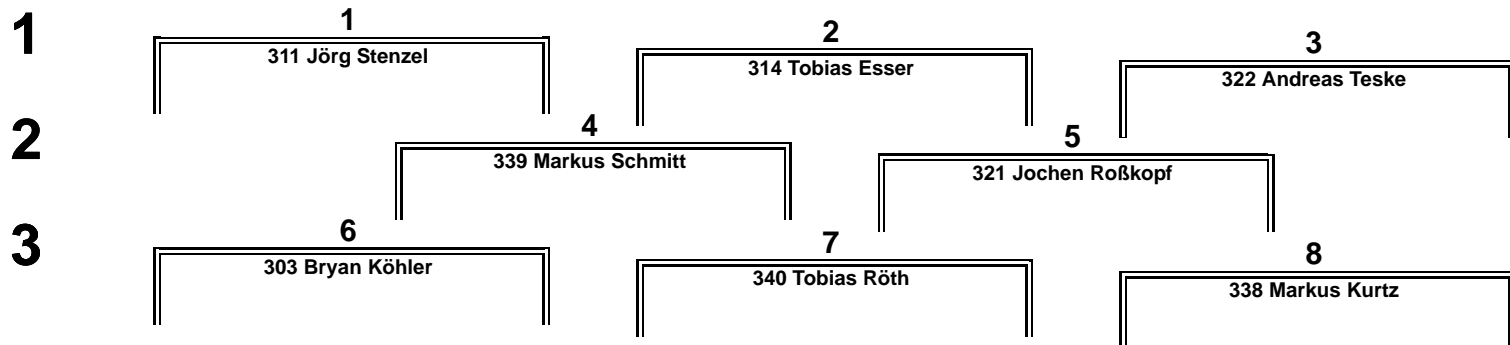 1
1
311 Jörg Stenzel
2
314 Tobias Esser
3
322 Andreas Teske
2
4
339 Markus Schmitt
5
321 Jochen Roßkopf
3
6
303 Bryan Köhler
7
340 Tobias Röth
8
338 Markus Kurtz